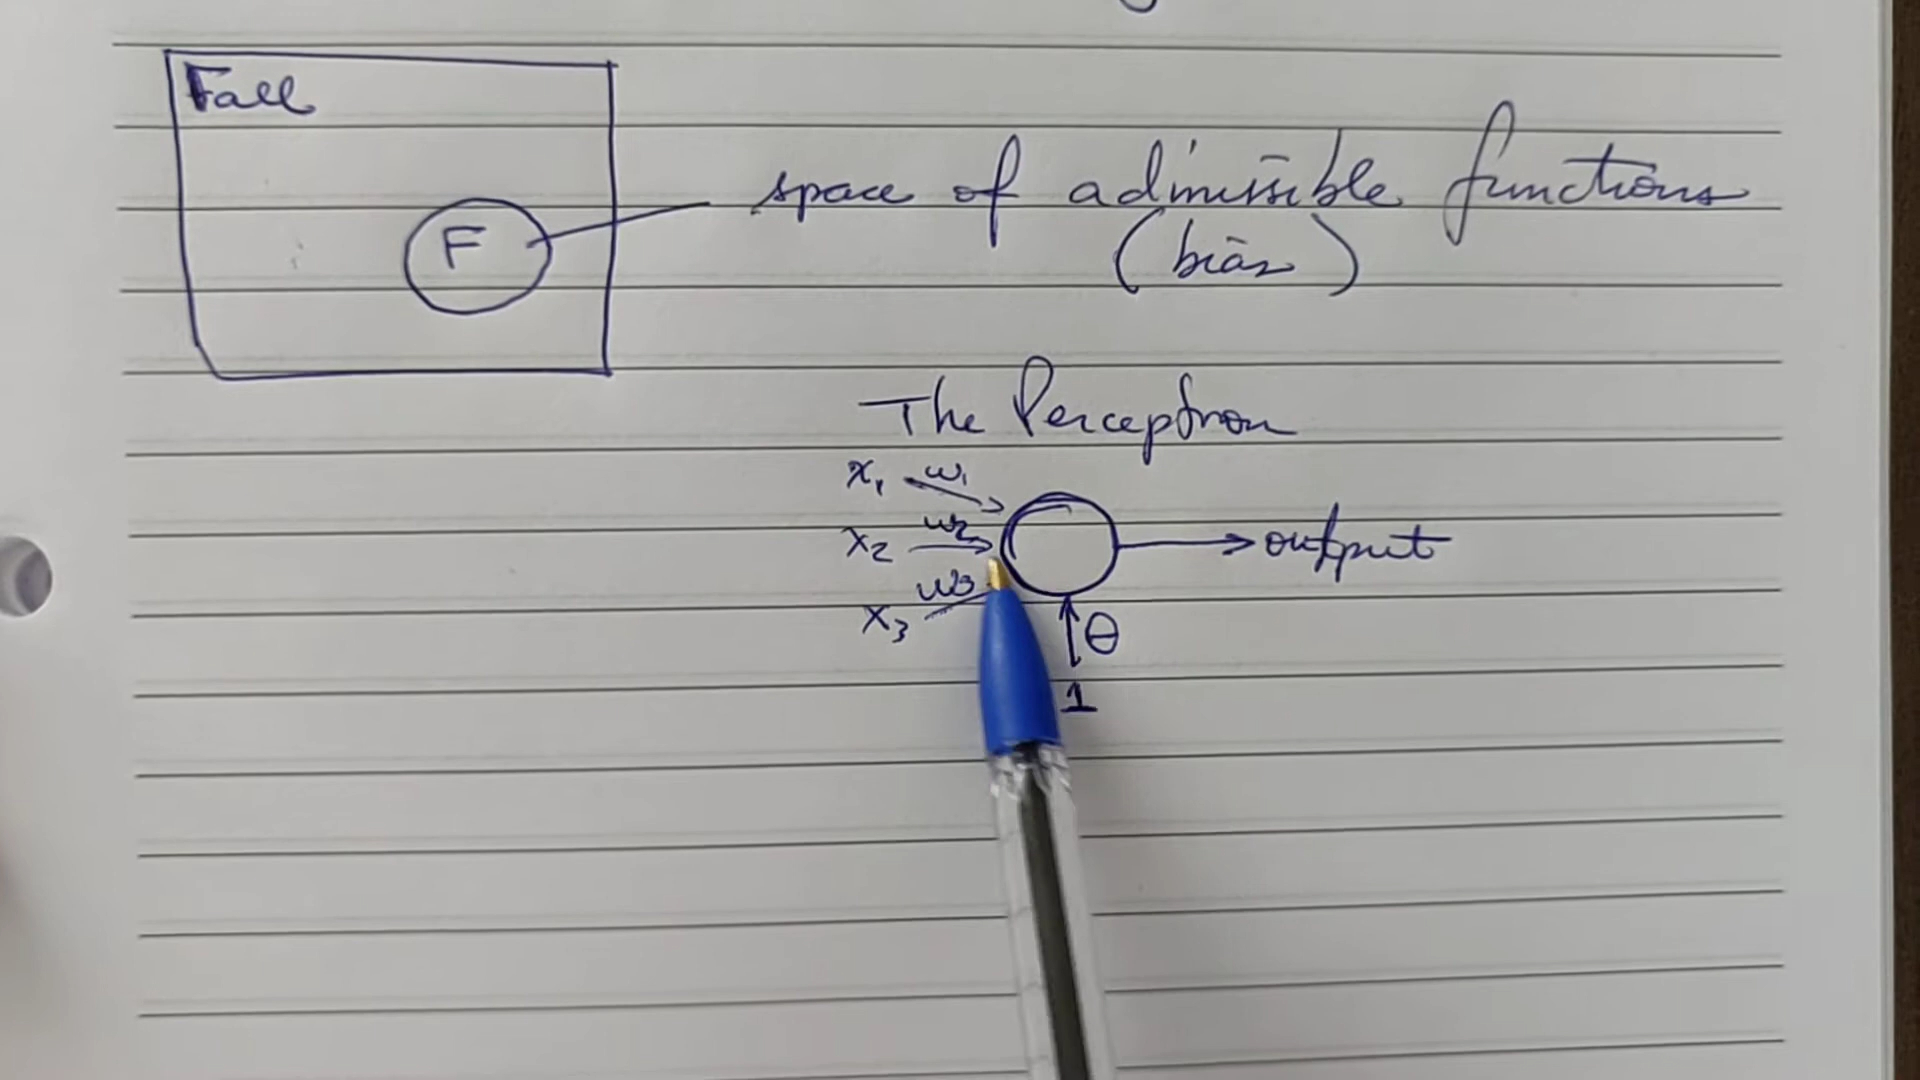 Fall
F
space of admissible functions
(bias)
The Perceptron
x1 w1
x2 w2
output
x3 w3
θ
1